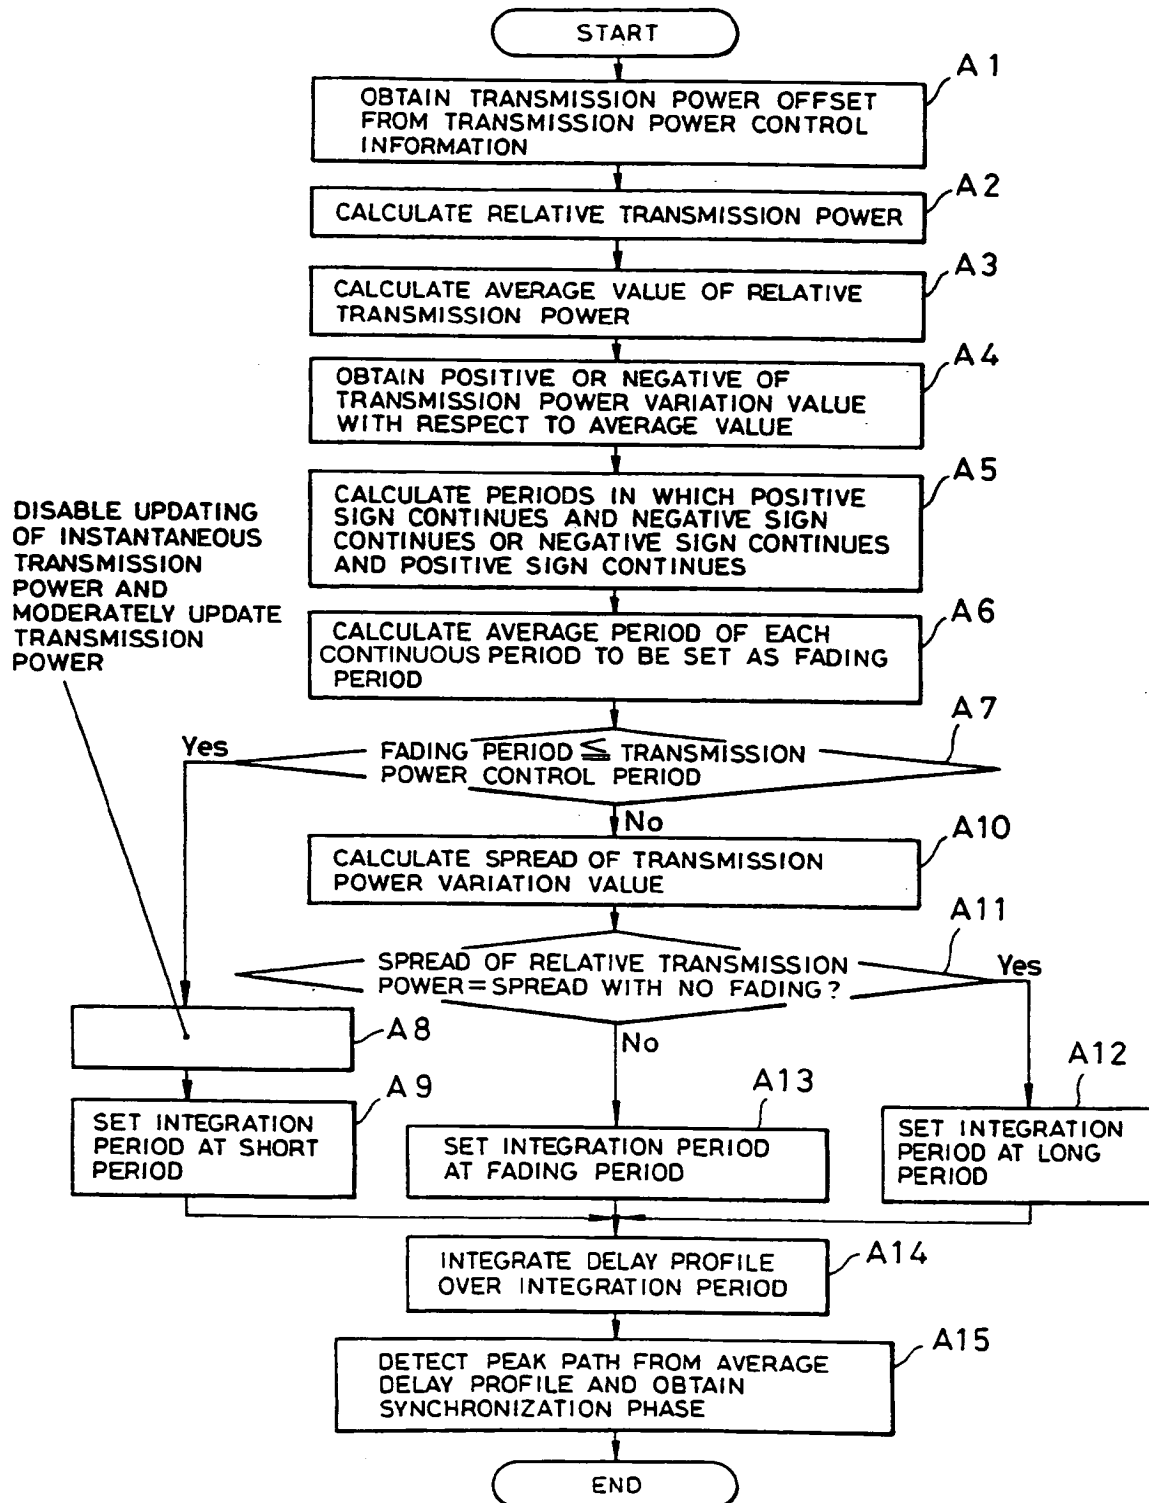 START
A1
OBTAIN TRANSMISSION POWER OFFSET
FROM TRANSMISSION POWER CONTROL
INFORMATION
A2
CALCULATE RELATIVE TRANSMISSION POWER
A3
CALCULATE AVERAGE VALUE OF RELATIVE
TRANSMISSION POWER
A4
OBTAIN POSITIVE OR NEGATIVE OF
TRANSMISSION POWER VARIATION VALUE
WITH RESPECT TO AVERAGE VALUE
A5
CALCULATE PERIODS IN WHICH POSITIVE
SIGN CONTINUES AND NEGATIVE SIGN
CONTINUES OR NEGATIVE SIGN CONTINUES
AND POSITIVE SIGN CONTINUES
DISABLE UPDATING
OF INSTANTANEOUS
TRANSMISSION
POWER AND
MODERATELY UPDATE
TRANSMISSION
POWER
A6
CALCULATE AVERAGE PERIOD OF EACH
CONTINUOUS PERIOD TO BE SET AS FADING
PERIOD
A7
Yes
FADING PERIOD ≦ TRANSMISSION
POWER CONTROL PERIOD
No
A10
CALCULATE SPREAD OF TRANSMISSION
POWER VARIATION VALUE
A11
SPREAD OF RELATIVE TRANSMISSION
POWER=SPREAD WITH NO FADING?
Yes
No
A8
A9
SET INTEGRATION
PERIOD AT SHORT
PERIOD
A13
SET INTEGRATION PERIOD
AT FADING PERIOD
A12
SET INTEGRATION
PERIOD AT LONG
PERIOD
A14
INTEGRATE DELAY PROFILE
OVER INTEGRATION PERIOD
A15
DETECT PEAK PATH FROM AVERAGE
DELAY PROFILE AND OBTAIN
SYNCHRONIZATION PHASE
END